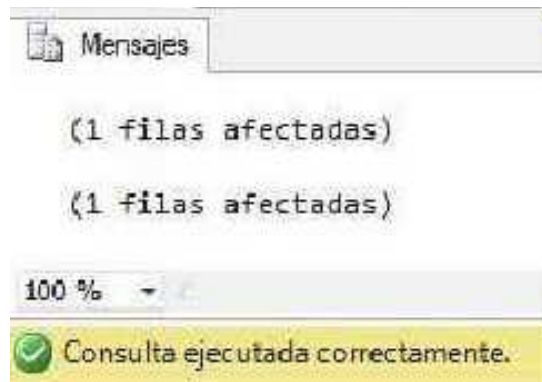 Mensajes
(1 filas afectadas)
(1 filas afectadas)
100 %
Consulta ejecutada correctamente.